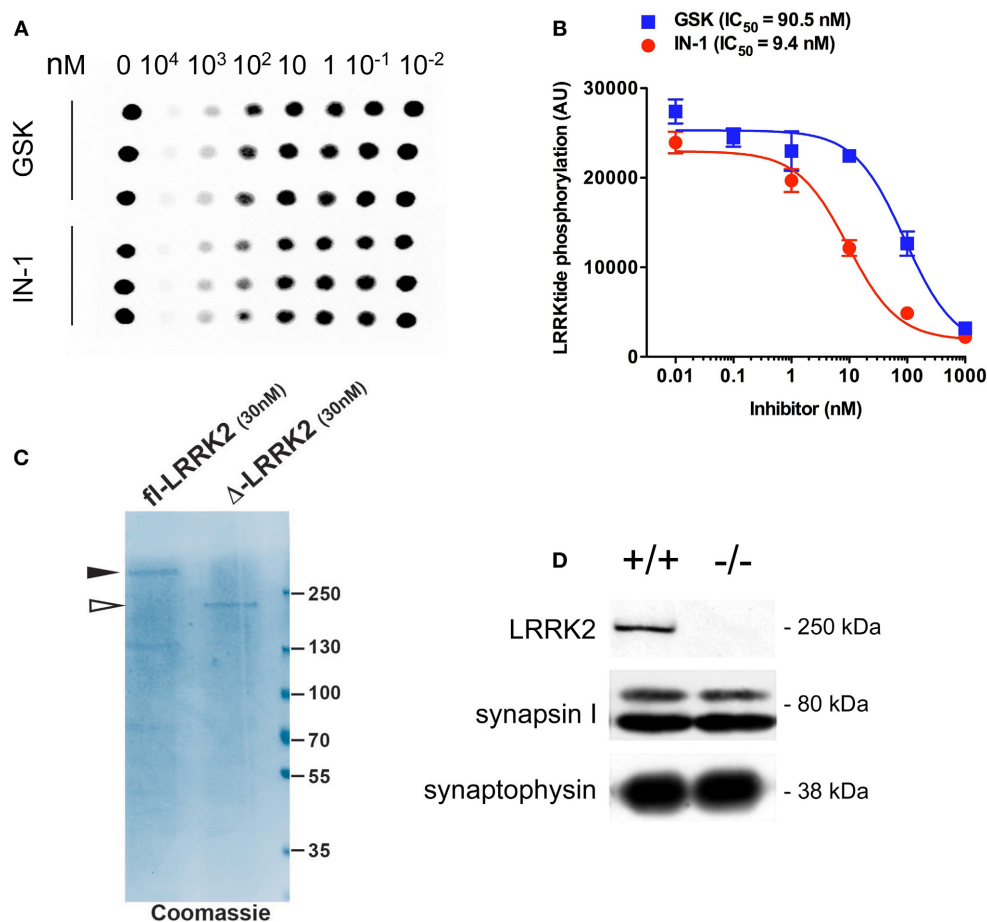 A
nM 0 10⁴ 10³ 10² 10 1 10⁻¹ 10⁻²
GSK
IN-1
B
GSK (IC₅₀ = 90.5 nM)
IN-1 (IC₅₀ = 9.4 nM)
LRRKtide phosphorylation (AU)
30000
20000
10000
0
0.01 0.1 1 10 100 1000
Inhibitor (nM)
C
fl-LRRK2 (30nM)
Δ-LRRK2 (30nM)
250
130
100
70
55
35
Coomassie
D
+/+ -/-
LRRK2 - 250 kDa
synapsin I - 80 kDa
synaptophysin - 38 kDa